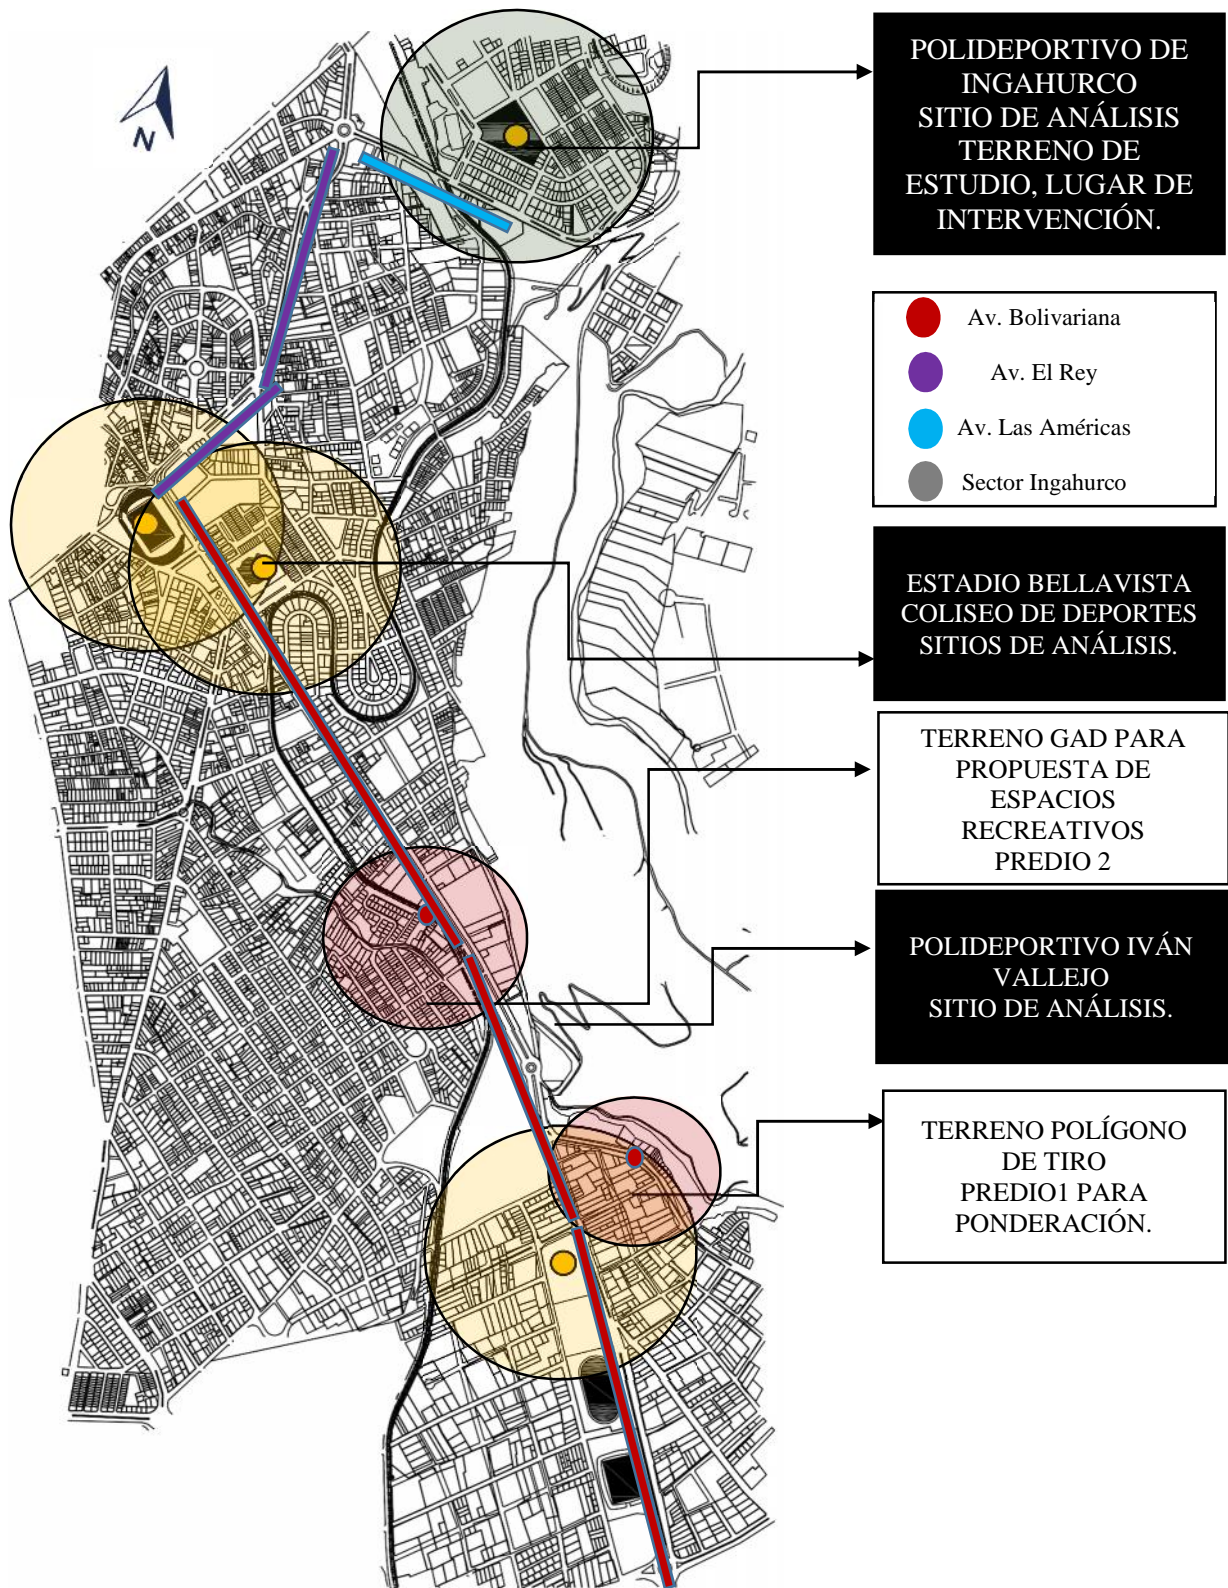 POLIDEPORTIVO DE
INGAHURCO
SITIO DE ANÁLISIS
TERRENO DE
ESTUDIO, LUGAR DE
INTERVENCIÓN.
N
Av. Bolivariana
Av. El Rey
Av. Las Américas
Sector Ingahurco
ESTADIO BELLAVISTA
COLISEO DE DEPORTES
SITIOS DE ANÁLISIS.
TERRENO GAD PARA
PROPUESTA DE
ESPACIOS
RECREATIVOS
PREDIO 2
POLIDEPORTIVO IVÁN
VALLEJO
SITIO DE ANÁLISIS.
TERRENO POLÍGONO
DE TIRO
PREDIO1 PARA
PONDERACIÓN.